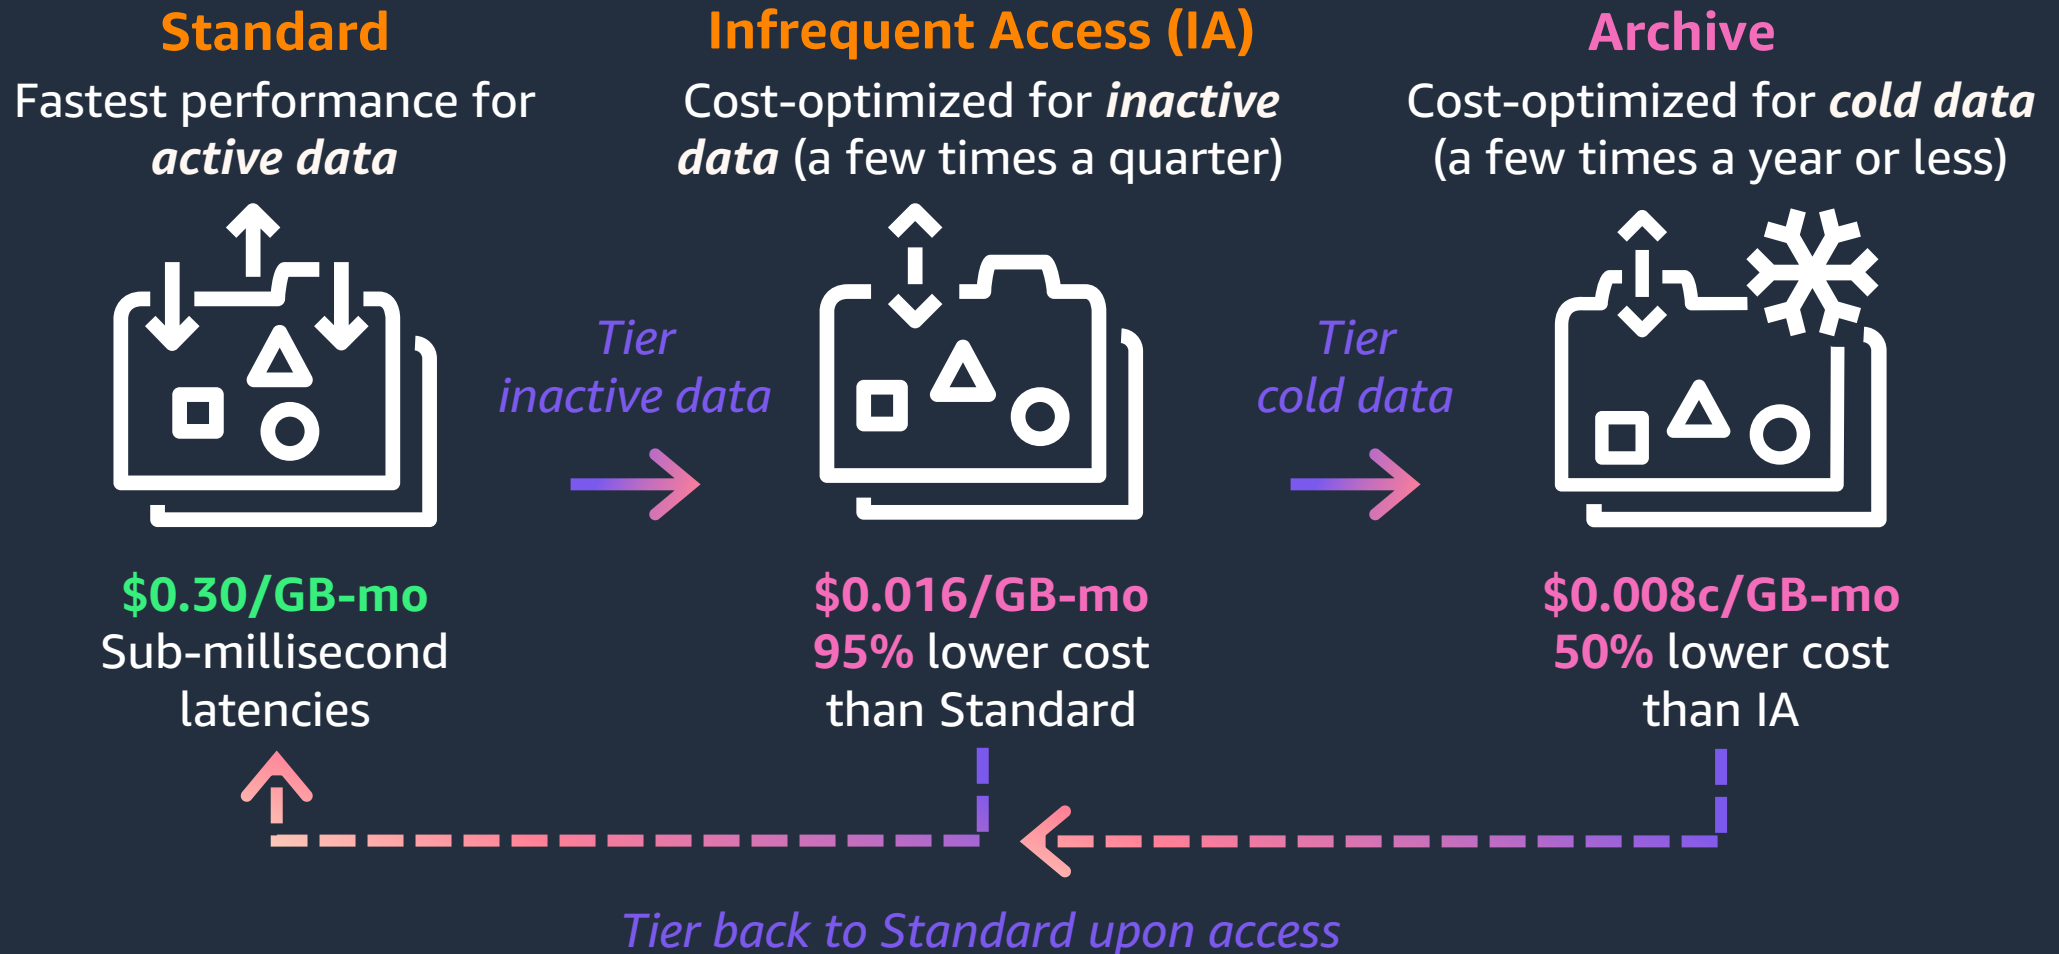 Standard
Fastest performance for
active data
Infrequent Access (IA)
Cost-optimized for inactive
data (a few times a quarter)
Archive
Cost-optimized for cold data
(a few times a year or less)
Tier
inactive data
Tier
cold data
$0.30/GB-mo
Sub-millisecond
latencies
$0.016/GB-mo
95% lower cost
than Standard
$0.008c/GB-mo
50% lower cost
than IA
Tier back to Standard upon access